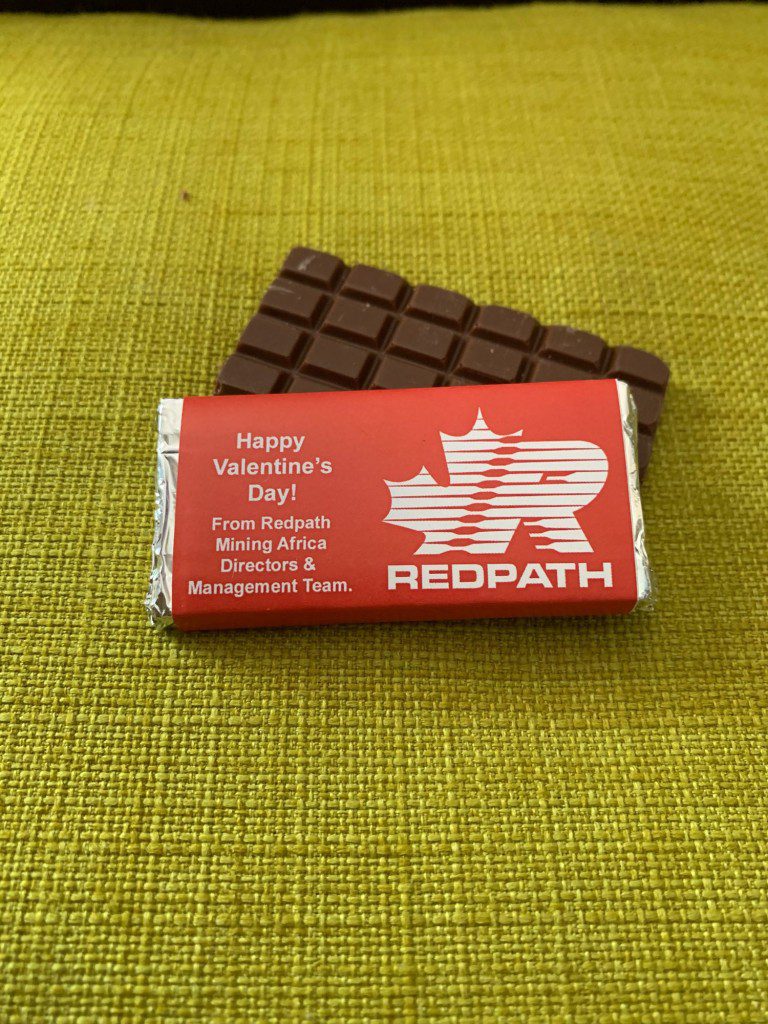 Happy
Valentine's
Day!
From Redpath
Mining Africa
Directors &
Management Team.
R
REDPATH